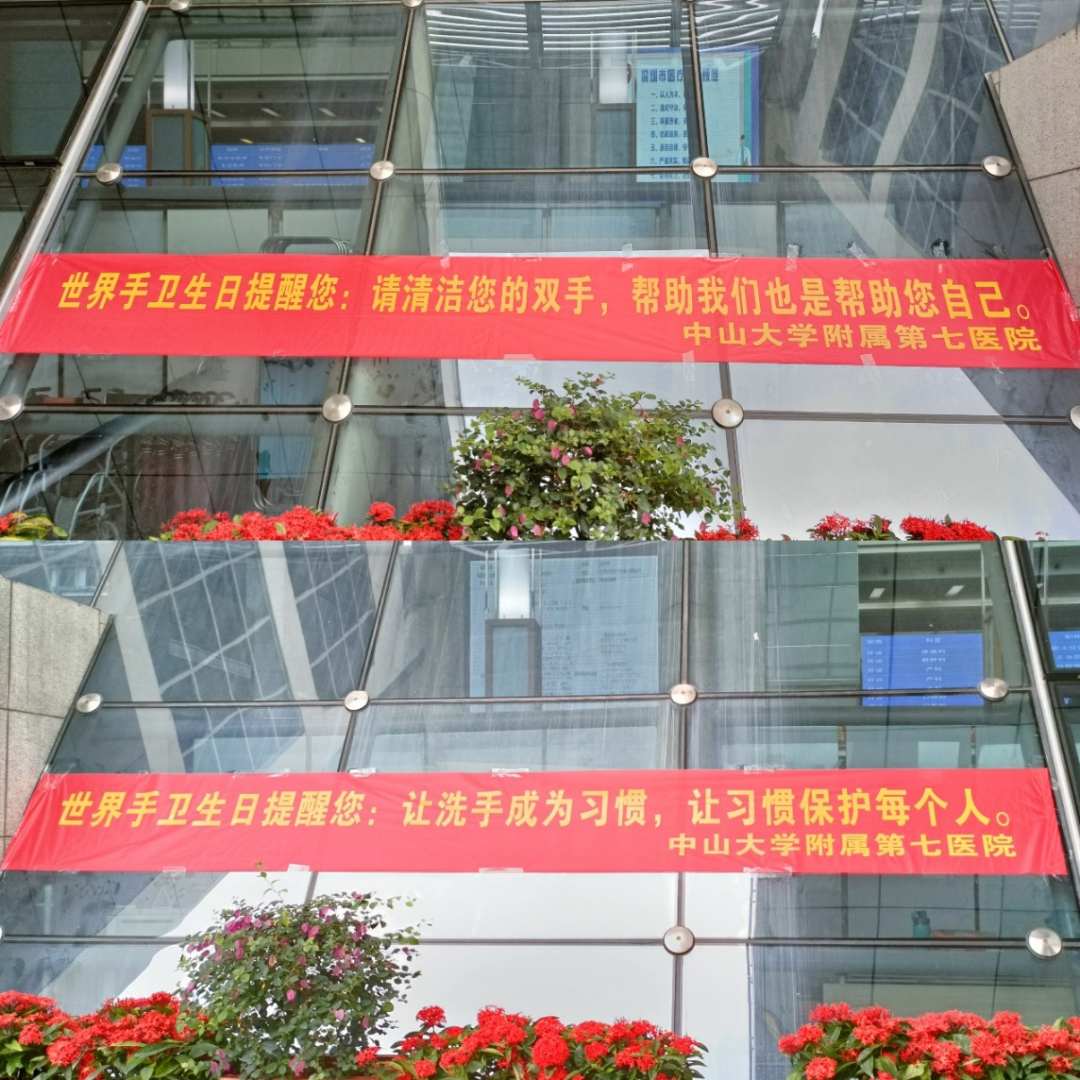 世界手卫生日提醒您：请清洁您的双手，帮助我们也是帮助您自己。
中山大学附属第七医院
世界手卫生日提醒您：让洗手成为习惯，让习惯保护每个人。
中山大学附属第七医院